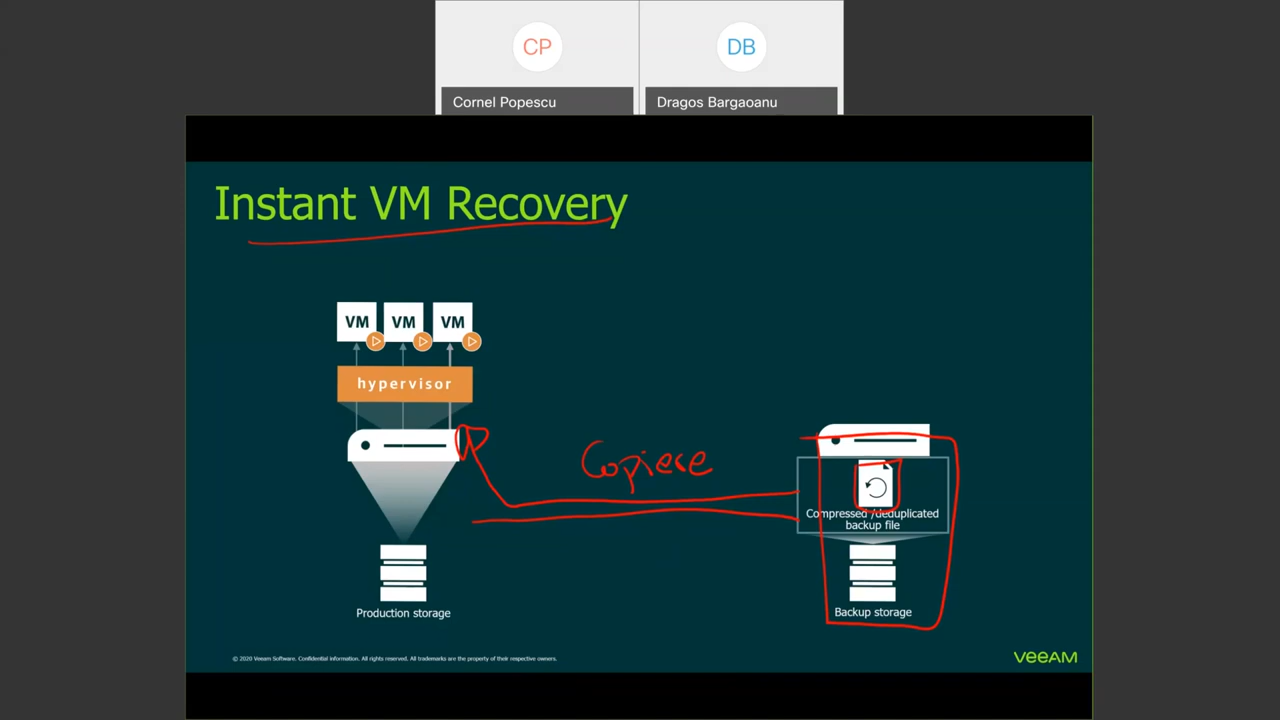 CP
DB
Cornel Popescu
Dragos Bargaoanu
Instant VM Recovery
VM VM VM
hypervisor
Copiere
Compressed /deduplicated
backup file
Production storage
Backup storage
© 2020 Veeam Software. Confidential information. All rights reserved. All trademarks are the property of their respective owners.
VEEAM